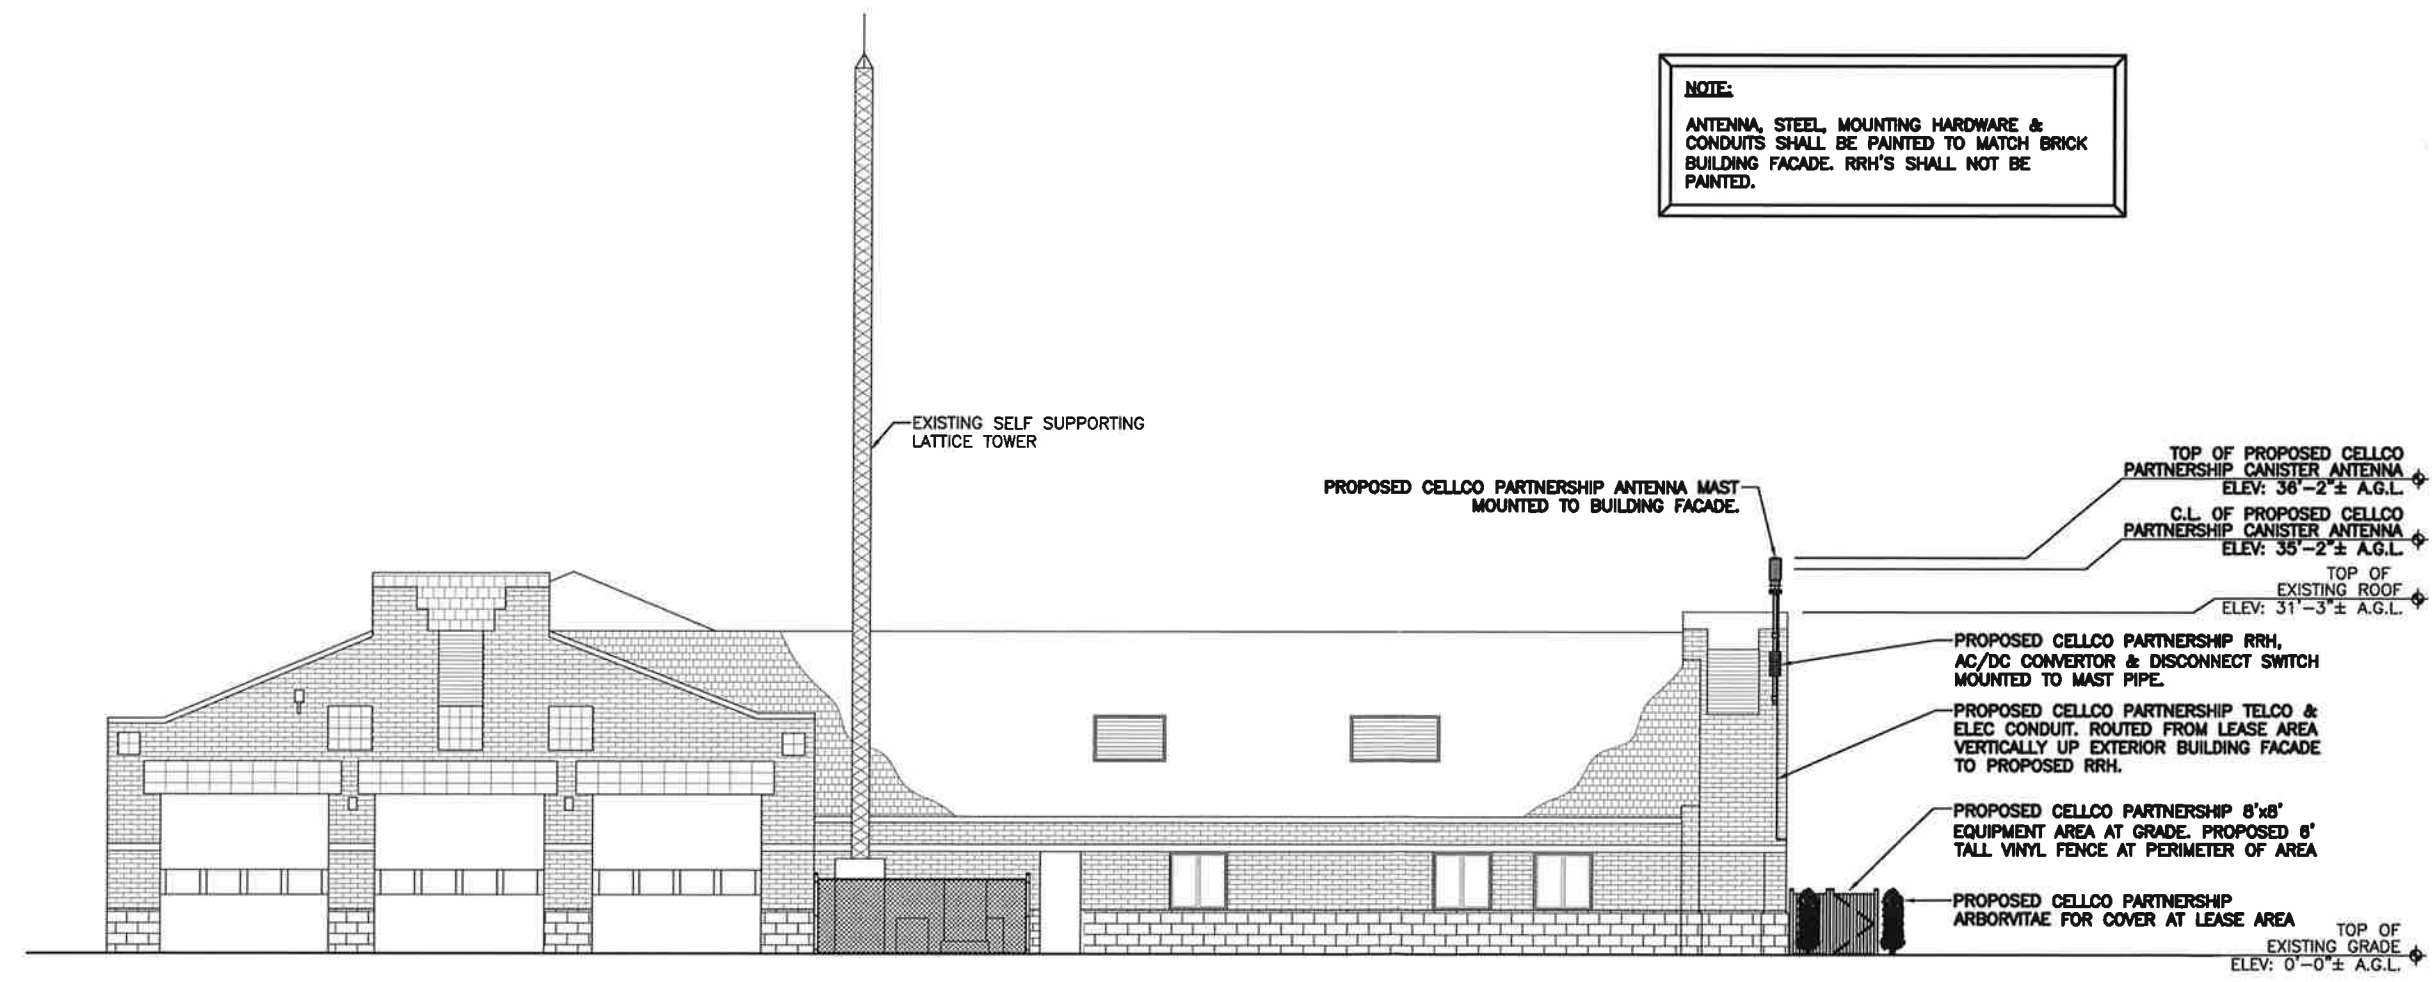 NOTE:
ANTENNA, STEEL, MOUNTING HARDWARE &
CONDUITS SHALL BE PAINTED TO MATCH BRICK
BUILDING FACADE. RRH'S SHALL NOT BE
PAINTED.
EXISTING SELF SUPPORTING
LATTICE TOWER
PROPOSED CELLCO PARTNERSHIP ANTENNA MAST
MOUNTED TO BUILDING FACADE.
TOP OF PROPOSED CELLCO
PARTNERSHIP CANISTER ANTENNA
ELEV: 36'-2"± A.G.L.
C.L. OF PROPOSED CELLCO
PARTNERSHIP CANISTER ANTENNA
ELEV: 35'-2"± A.G.L.
TOP OF
EXISTING ROOF
ELEV: 31'-3"± A.G.L.
PROPOSED CELLCO PARTNERSHIP RRH,
AC/DC CONVERTOR & DISCONNECT SWITCH
MOUNTED TO MAST PIPE.
PROPOSED CELLCO PARTNERSHIP TELCO &
ELEC CONDUIT. ROUTED FROM LEASE AREA
VERTICALLY UP EXTERIOR BUILDING FACADE
TO PROPOSED RRH.
PROPOSED CELLCO PARTNERSHIP 8'x8'
EQUIPMENT AREA AT GRADE. PROPOSED 6'
TALL VINYL FENCE AT PERIMETER OF AREA
PROPOSED CELLCO PARTNERSHIP
ARBORVITAE FOR COVER AT LEASE AREA
TOP OF
EXISTING GRADE
ELEV: 0'-0"± A.G.L.